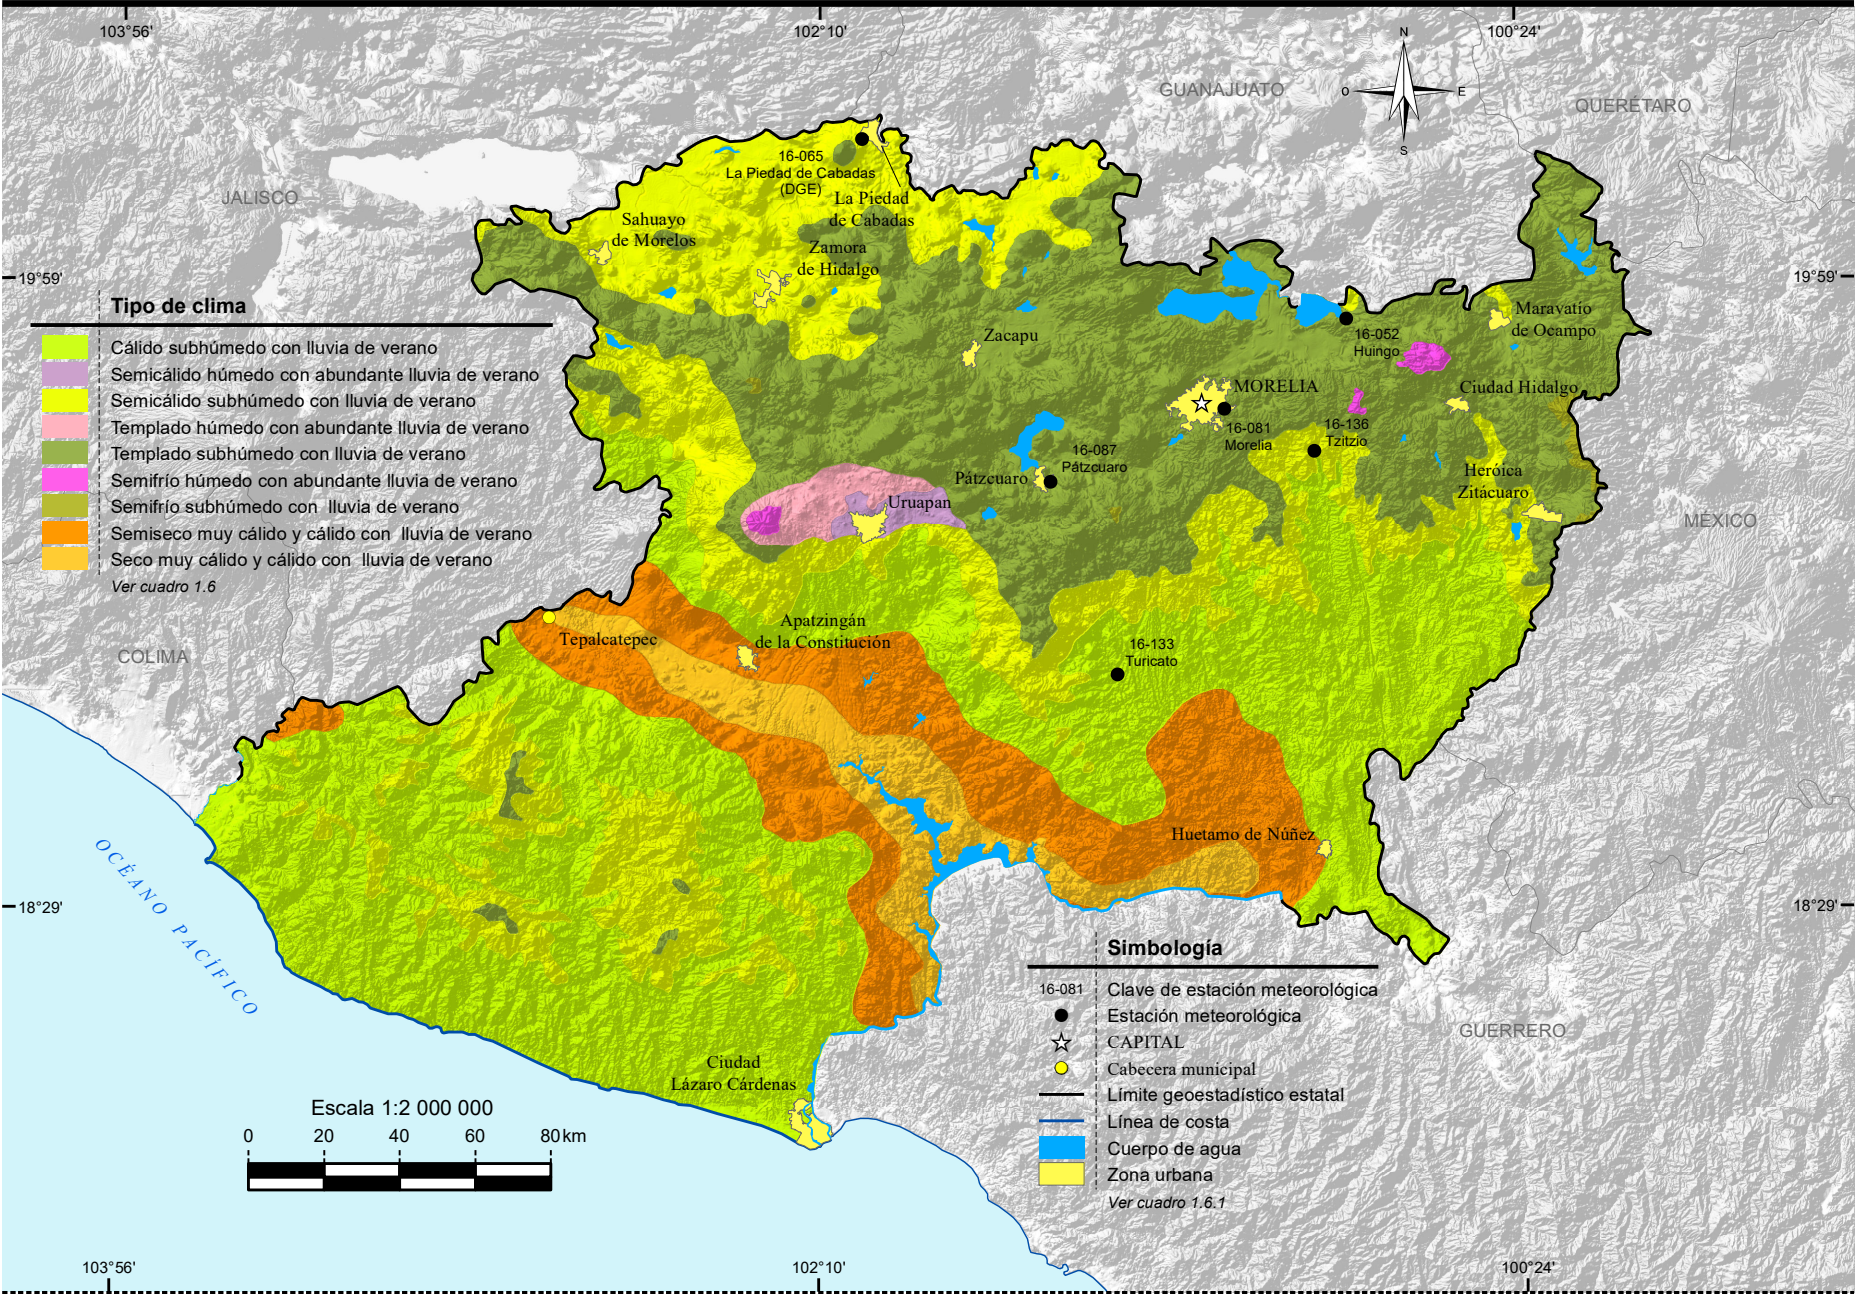 103°56'
102°10'
100°24'
N
O
E
S
GUANAJUATO
QUERÉTARO
JALISCO
16-065
La Piedad de Cabadas
(DGE)
La Piedad
de Cabadas
Sahuayo
de Morelos
Zamora
de Hidalgo
19°59'
19°59'
Tipo de clima
Cálido subhúmedo con lluvia de verano
Semicálido húmedo con abundante lluvia de verano
Semicálido subhúmedo con lluvia de verano
Templado húmedo con abundante lluvia de verano
Templado subhúmedo con lluvia de verano
Semifrío húmedo con abundante lluvia de verano
Semifrío subhúmedo con lluvia de verano
Semiseco muy cálido y cálido con lluvia de verano
Seco muy cálido y cálido con lluvia de verano
Ver cuadro 1.6
Zacapu
16-052
Huingo
Maravatío
de Ocampo
MORELIA
16-081
Morelia
16-136
Tzitzio
Ciudad Hidalgo
16-087
Pátzcuaro
Pátzcuaro
Heróica
Zitácuaro
Uruapan
MÉXICO
Apatzingán
de la Constitución
Tepalcatepec
16-133
Turicato
COLIMA
Huetamo de Núñez
OCÉANO PACÍFICO
18°29'
18°29'
Simbología
16-081 Clave de estación meteorológica
Estación meteorológica
CAPITAL
Cabecera municipal
Límite geoestadístico estatal
Línea de costa
Cuerpo de agua
Zona urbana
Ver cuadro 1.6.1
GUERRERO
Ciudad
Lázaro Cárdenas
Escala 1:2 000 000
0 20 40 60 80 km
103°56'
102°10'
100°24'